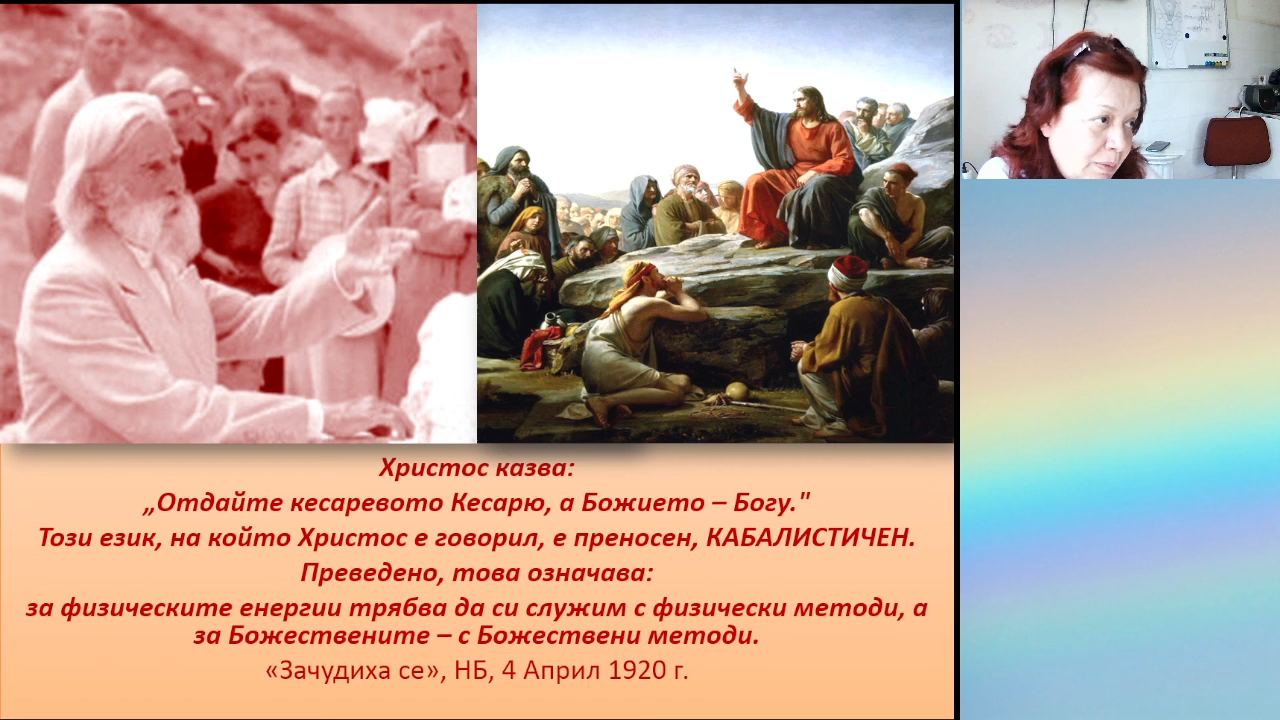 Христос казва:
„Отдайте кесаревото Кесарю, а Божието – Богу."
Този език, на който Христос е говорил, е преносен, КАБАЛИСТИЧЕН.
Преведено, това означава:
за физическите енергии трябва да си служим с физически методи, а
за Божествените – с Божествени методи.
«Зачудиха се», НБ, 4 Април 1920 г.